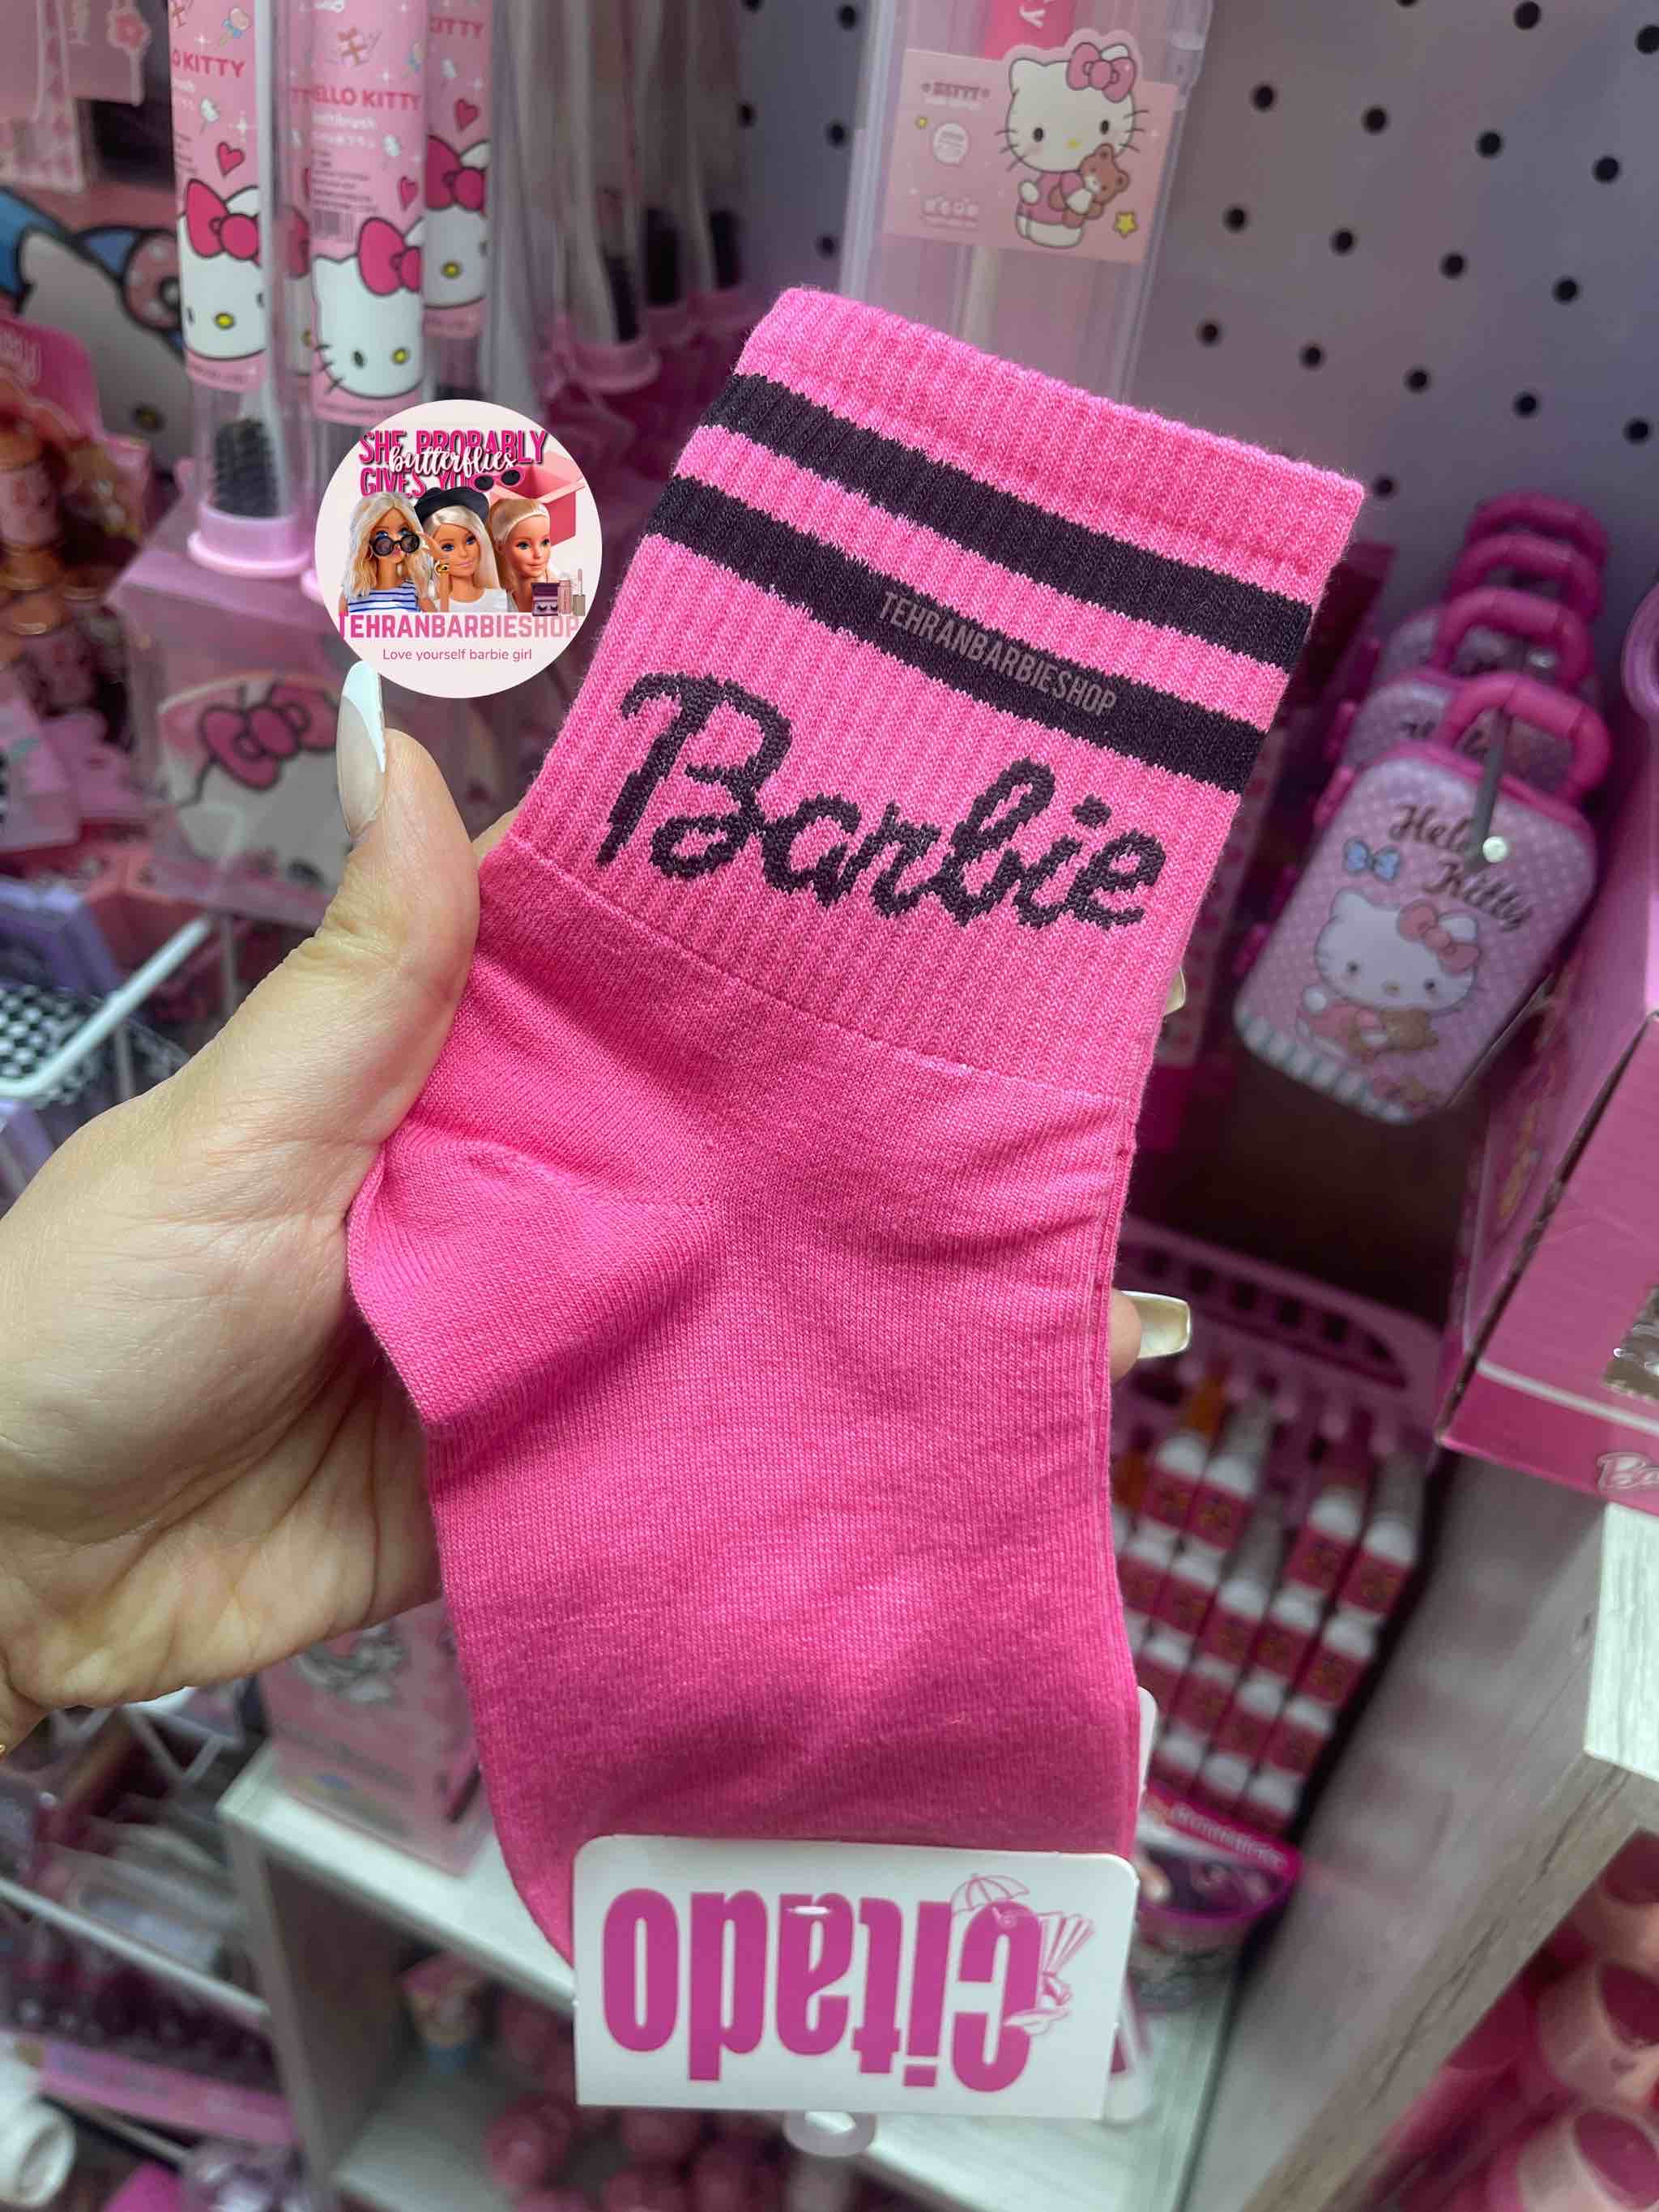 O KITTY
HELLO KITTY
toothbrush
KITTY
SHE PROBABLY
butterflies
GIVES YOU
TEHRANBARBIESHOP
Love yourself barbie girl
TEHRANBARBIESHOP
Barbie
Hello
Kitty
Citado